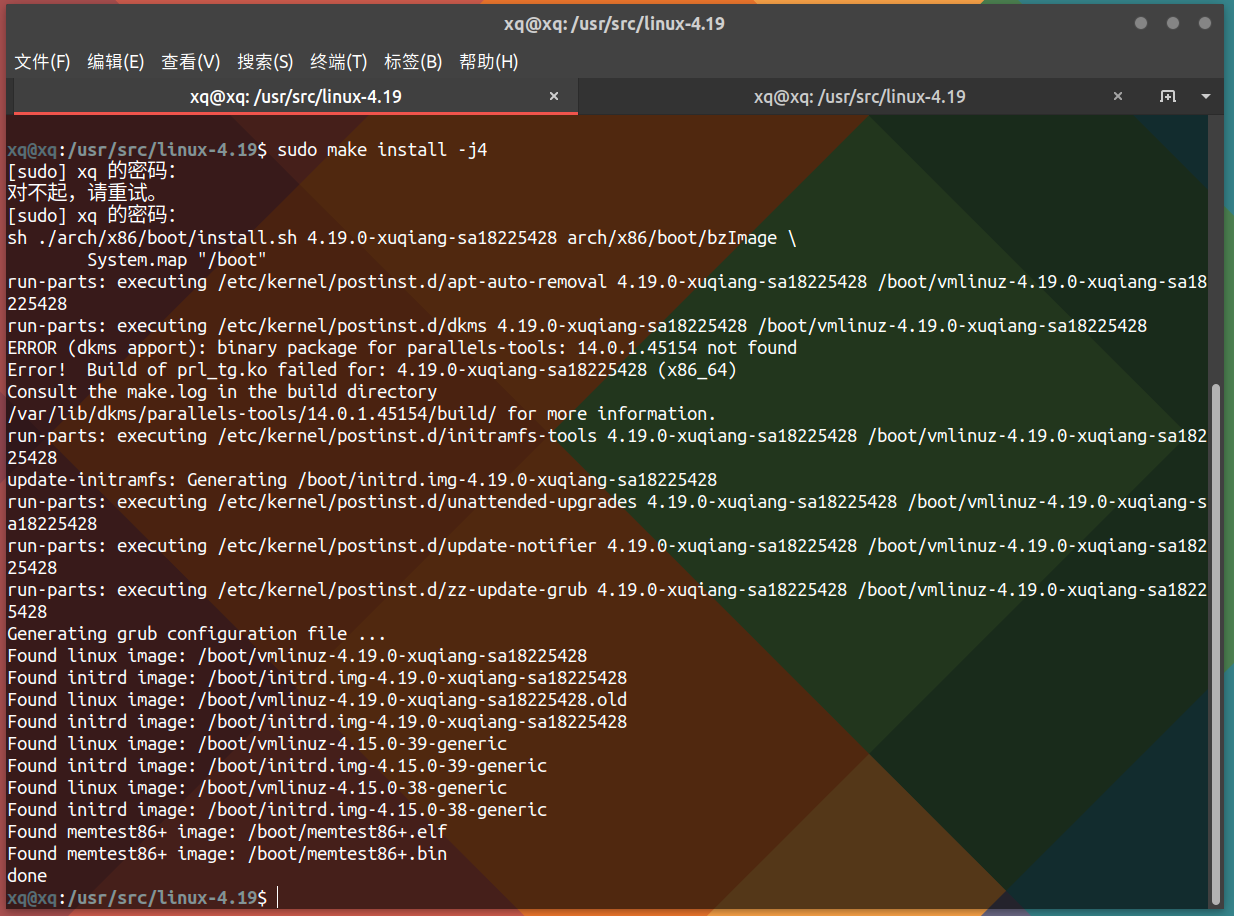 xq@xq: /usr/src/linux-4.19
文件(F) 编辑(E) 查看(V) 搜索(S) 终端(T) 标签(B) 帮助(H)
xq@xq: /usr/src/linux-4.19 × xq@xq: /usr/src/linux-4.19 ×
xq@xq:/usr/src/linux-4.19$ sudo make install -j4
[sudo] xq 的密码：
对不起，请重试。
[sudo] xq 的密码：
sh ./arch/x86/boot/install.sh 4.19.0-xuqiang-sa18225428 arch/x86/boot/bzImage \
        System.map "/boot"
run-parts: executing /etc/kernel/postinst.d/apt-auto-removal 4.19.0-xuqiang-sa18225428 /boot/vmlinuz-4.19.0-xuqiang-sa18
225428
run-parts: executing /etc/kernel/postinst.d/dkms 4.19.0-xuqiang-sa18225428 /boot/vmlinuz-4.19.0-xuqiang-sa18225428
ERROR (dkms apport): binary package for parallels-tools: 14.0.1.45154 not found
Error!  Build of prl_tg.ko failed for: 4.19.0-xuqiang-sa18225428 (x86_64)
Consult the make.log in the build directory
/var/lib/dkms/parallels-tools/14.0.1.45154/build/ for more information.
run-parts: executing /etc/kernel/postinst.d/initramfs-tools 4.19.0-xuqiang-sa18225428 /boot/vmlinuz-4.19.0-xuqiang-sa182
25428
update-initramfs: Generating /boot/initrd.img-4.19.0-xuqiang-sa18225428
run-parts: executing /etc/kernel/postinst.d/unattended-upgrades 4.19.0-xuqiang-sa18225428 /boot/vmlinuz-4.19.0-xuqiang-s
a18225428
run-parts: executing /etc/kernel/postinst.d/update-notifier 4.19.0-xuqiang-sa18225428 /boot/vmlinuz-4.19.0-xuqiang-sa182
25428
run-parts: executing /etc/kernel/postinst.d/zz-update-grub 4.19.0-xuqiang-sa18225428 /boot/vmlinuz-4.19.0-xuqiang-sa1822
5428
Generating grub configuration file ...
Found linux image: /boot/vmlinuz-4.19.0-xuqiang-sa18225428
Found initrd image: /boot/initrd.img-4.19.0-xuqiang-sa18225428
Found linux image: /boot/vmlinuz-4.19.0-xuqiang-sa18225428.old
Found initrd image: /boot/initrd.img-4.19.0-xuqiang-sa18225428
Found linux image: /boot/vmlinuz-4.15.0-39-generic
Found initrd image: /boot/initrd.img-4.15.0-39-generic
Found linux image: /boot/vmlinuz-4.15.0-38-generic
Found initrd image: /boot/initrd.img-4.15.0-38-generic
Found memtest86+ image: /boot/memtest86+.elf
Found memtest86+ image: /boot/memtest86+.bin
done
xq@xq:/usr/src/linux-4.19$